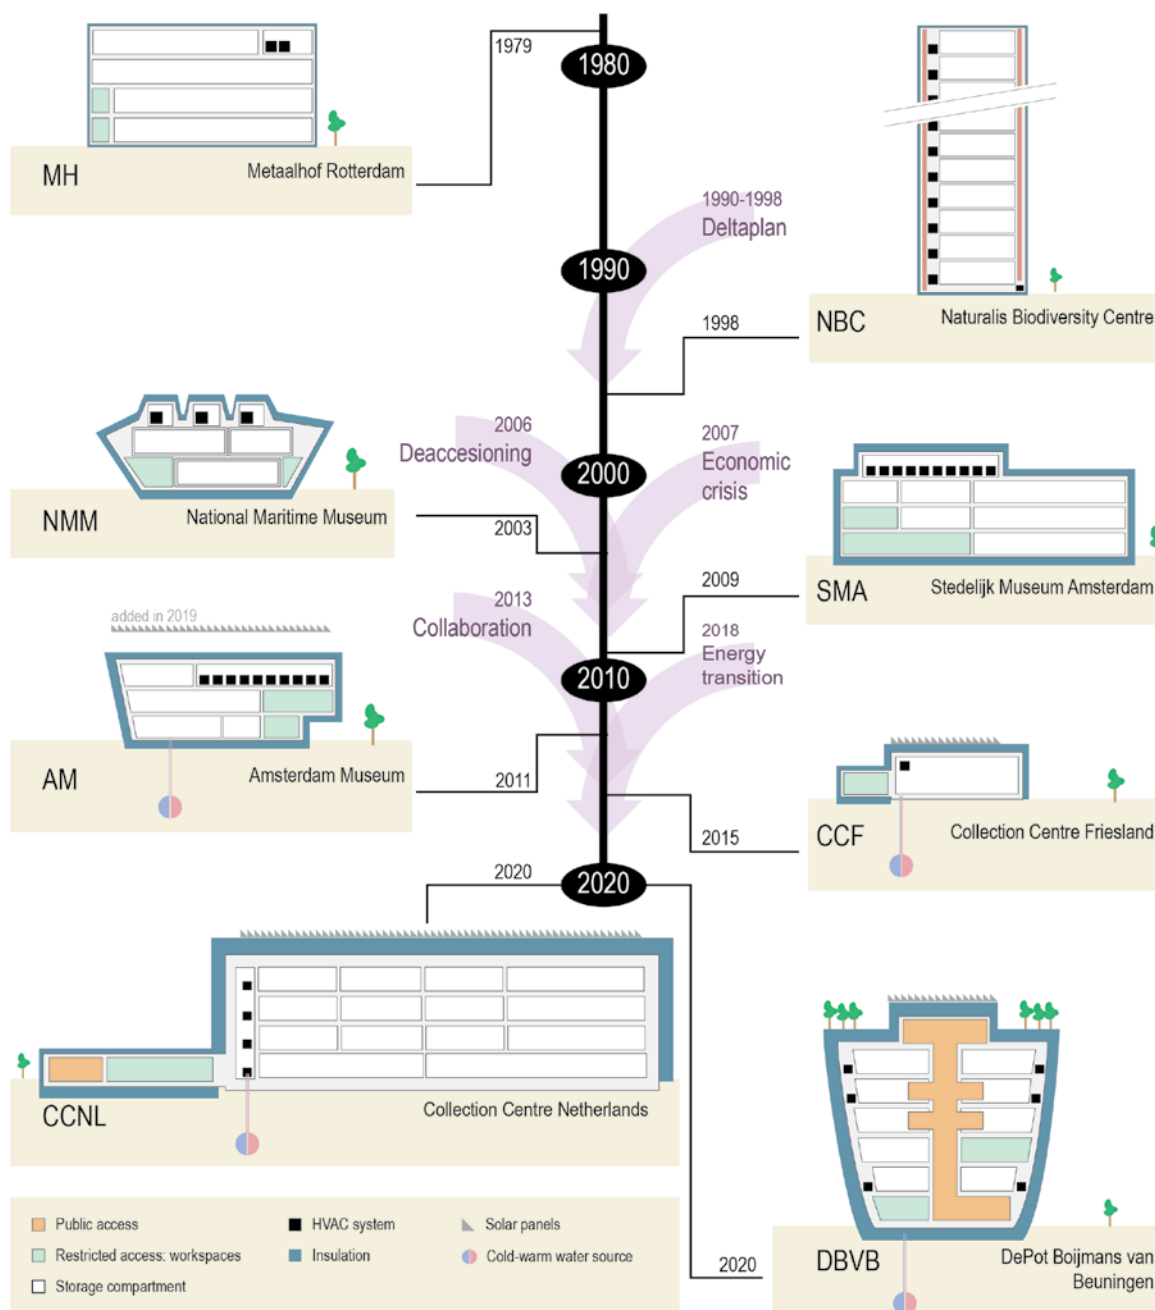 1979
1980
MH
Metaalhof Rotterdam
1990-1998
Deltaplan
1990
1998
NBC
Naturalis Biodiversity Centre
2006
Deaccesioning
2007
Economic
crisis
2000
NMM
National Maritime Museum
2003
2009
SMA
Stedelijk Museum Amsterdam
added in 2019
2013
Collaboration
2018
Energy
transition
2010
AM
Amsterdam Museum
2011
2015
CCF
Collection Centre Friesland
2020
2020
CCNL
Collection Centre Netherlands
Public access
HVAC system
Solar panels
Restricted access: workspaces
Insulation
Cold-warm water source
Storage compartment
2020
DBVB
DePot Boijmans van
Beuningen